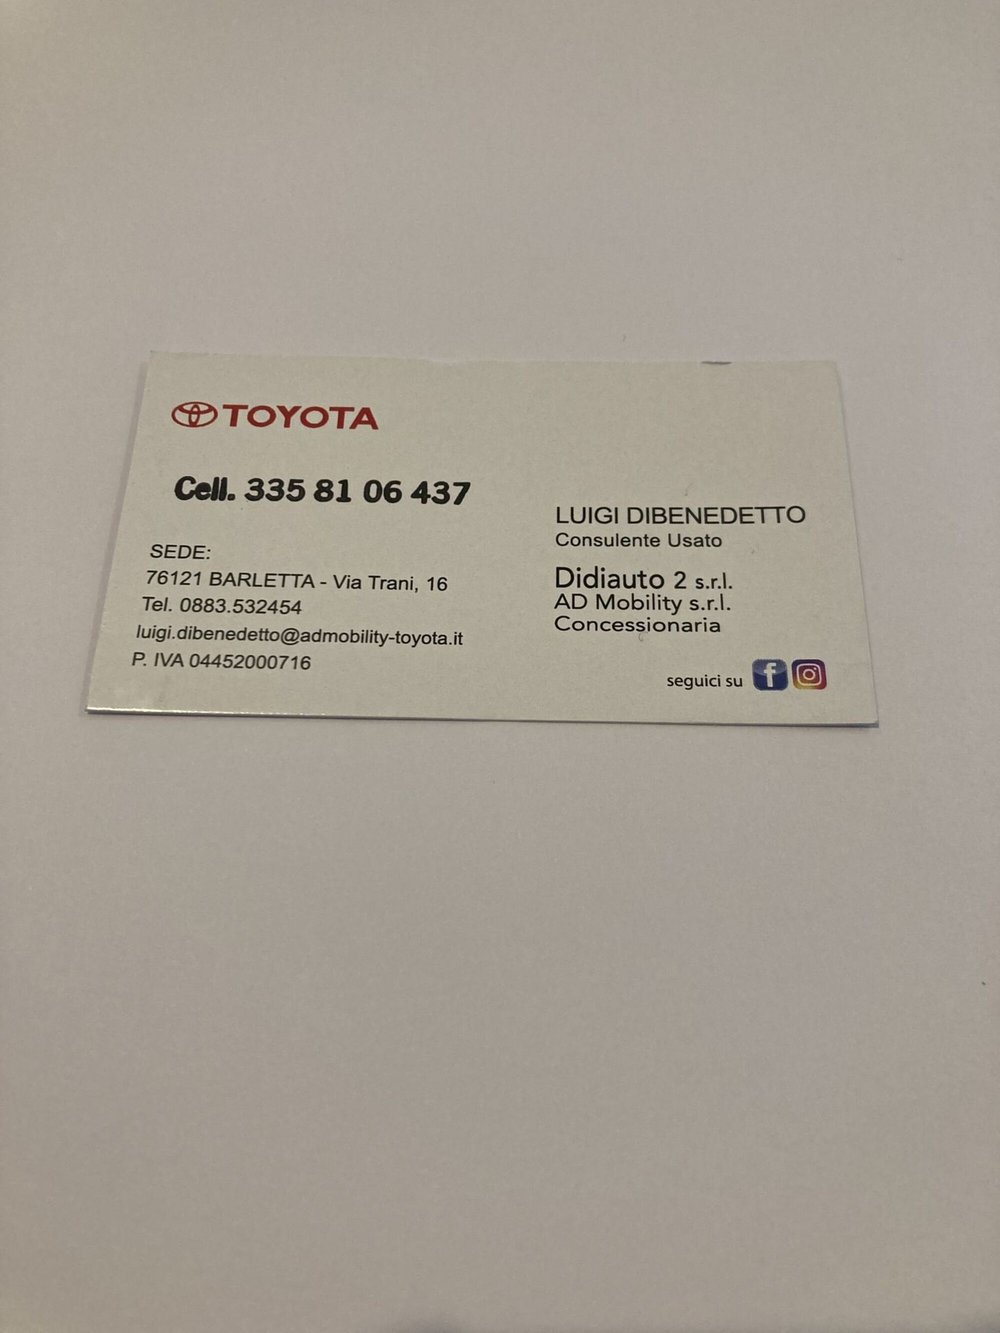 TOYOTA
Cell. 335 81 06 437
SEDE:
76121 BARLETTA - Via Trani, 16
Tel. 0883.532454
luigi.dibenedetto@admobility-toyota.it
P. IVA 04452000716
LUIGI DIBENEDETTO
Consulente Usato
Didiauto 2 s.r.l.
AD Mobility s.r.l.
Concessionaria
seguici su